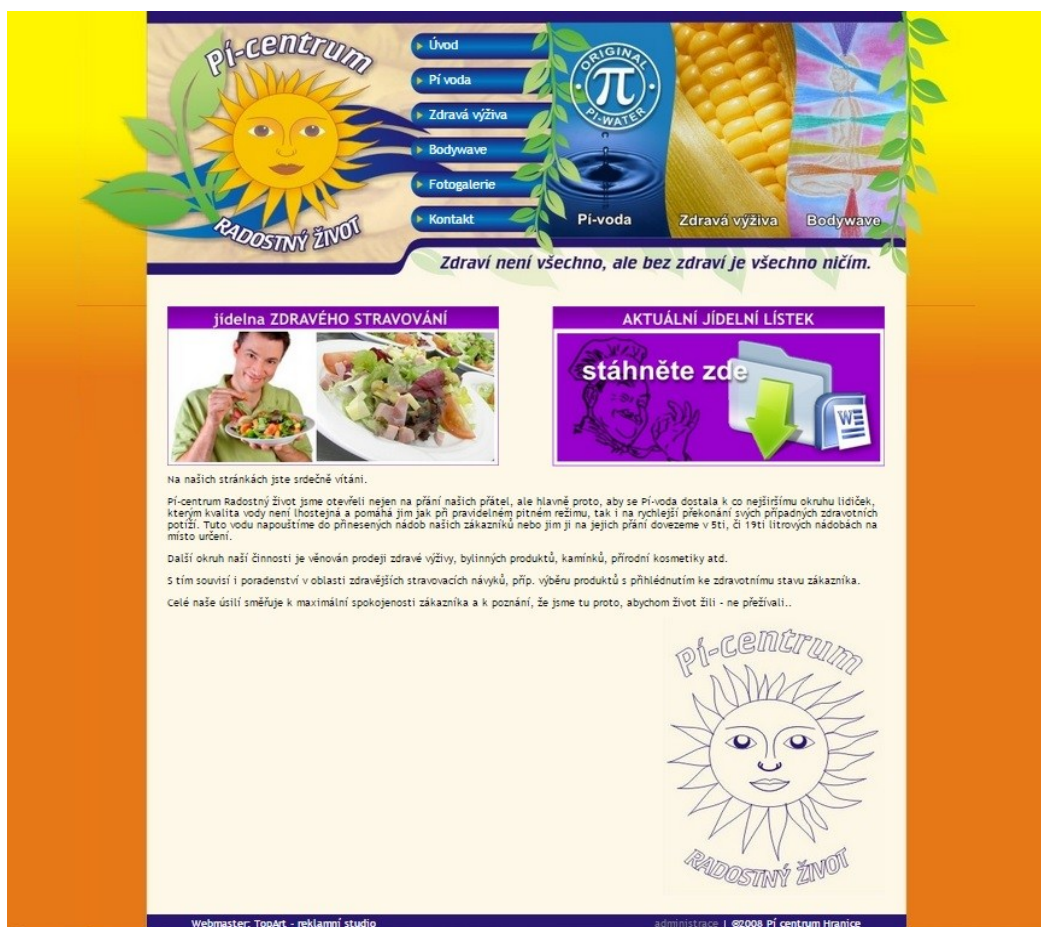 Pí-centrum
RADOSTNÝ ŽIVOT
Úvod
Pí voda
Zdravá výživa
Bodywave
Fotogalerie
Kontakt
ORIGINAL
π
PI-WATER
Pí-voda
Zdravá výživa
Bodywave
Zdraví není všechno, ale bez zdraví je všechno ničím.
jídelna ZDRAVÉHO STRAVOVÁNÍ
AKTUÁLNÍ JÍDELNÍ LÍSTEK
stáhněte zde
W
Na našich stránkách jste srdečně vítáni.
Pí-centrum Radostný život jsme otevřeli nejen na přání našich přátel, ale hlavně proto, aby se Pí-voda dostala k co nejširšímu okruhu lidiček,
kterým kvalita vody není lhostejná a pomáhá jim jak při pravidelném pitném režimu, tak i na rychlejší překonání svých případných zdravotních
potíží. Tuto vodu napouštíme do přinesených nádob našich zákazníků nebo jim ji na jejich přání dovezeme v 5ti, či 19ti litrových nádobách na
místo určení.
Další okruh naší činnosti je věnován prodeji zdravé výživy, bylinných produktů, kamínků, přírodní kosmetiky atd.
S tím souvisí i poradenství v oblasti zdravějších stravovacích návyků, příp. výběru produktů s přihlédnutím ke zdravotnímu stavu zákazníka.
Celé naše úsilí směřuje k maximální spokojenosti zákazníka a k poznání, že jsme tu proto, abychom život žili - ne přežívali..
Pí-centrum
RADOSTNÝ ŽIVOT
Webmaster: TopArt - reklamní studio
administrace | ©2008 Pí centrum Hranice